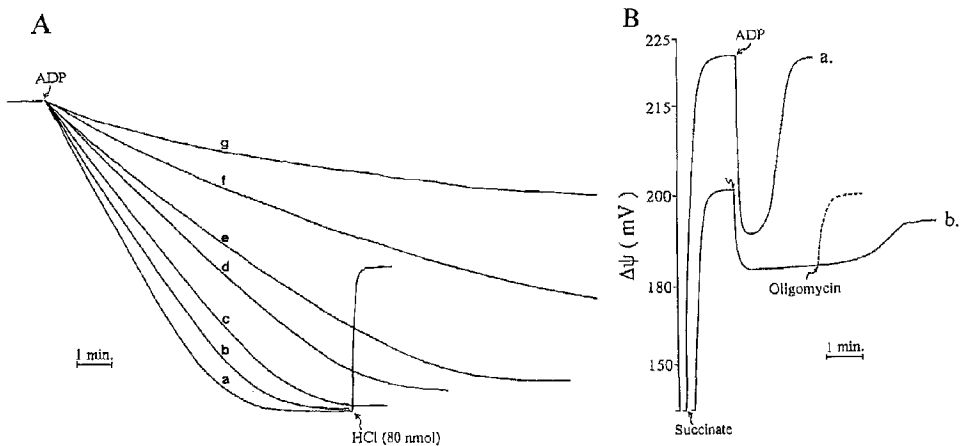 A
ADP
g
f
e
d
c
b
a
1 min.
HCl (80 nmol)
B
225
215
200
180
150
Δψ ( mV )
ADP
a.
b.
Oligomycin
1 min.
Succinate